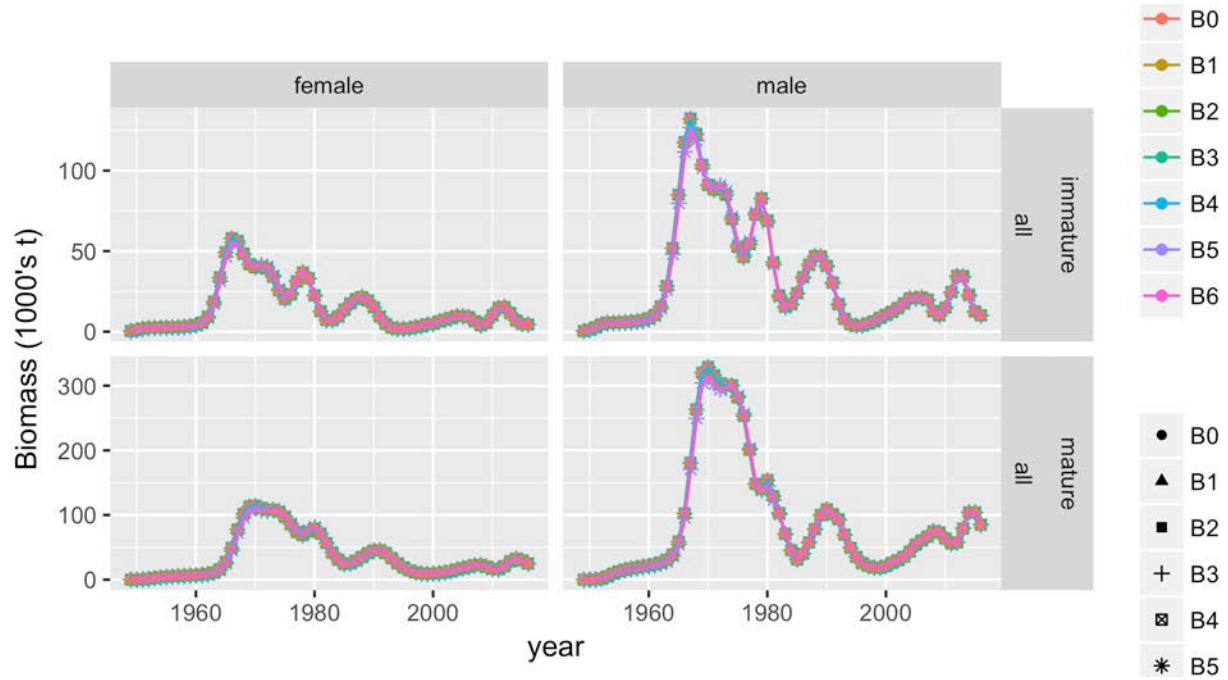 female
male
100
50
0
immature
all
300
200
100
0
mature
all
1960
1980
2000
1960
1980
2000
year
Biomass (1000's t)
B0
B1
B2
B3
B4
B5
B6
B0
B1
B2
B3
B4
B5